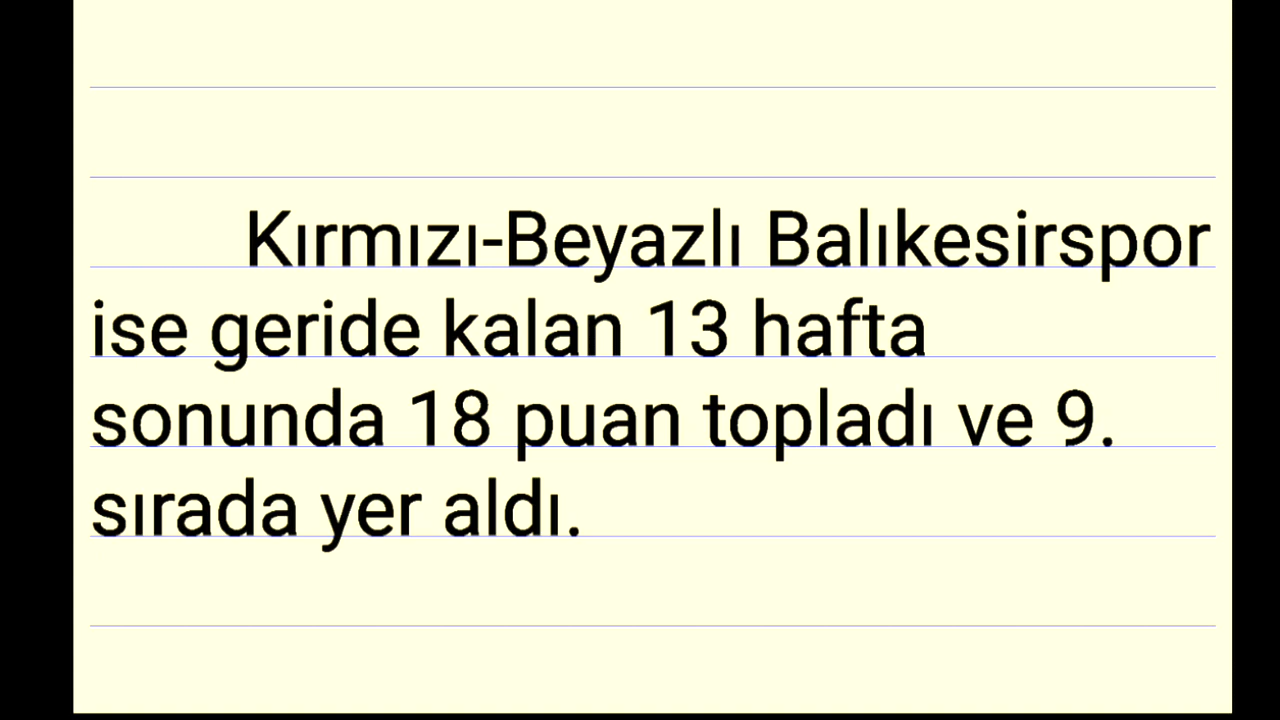 Kırmızı-Beyazlı Balıkesirspor
ise geride kalan 13 hafta
sonunda 18 puan topladı ve 9.
sırada yer aldı.